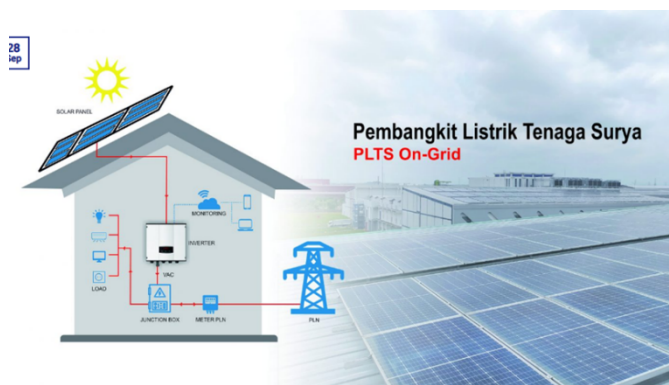 28
Sep
SOLAR PANEL
Pembangkit Listrik Tenaga Surya
PLTS On-Grid
MONITORING
INVERTER
VAC
LOAD
JUNCTION BOX
METER PLN
PLN